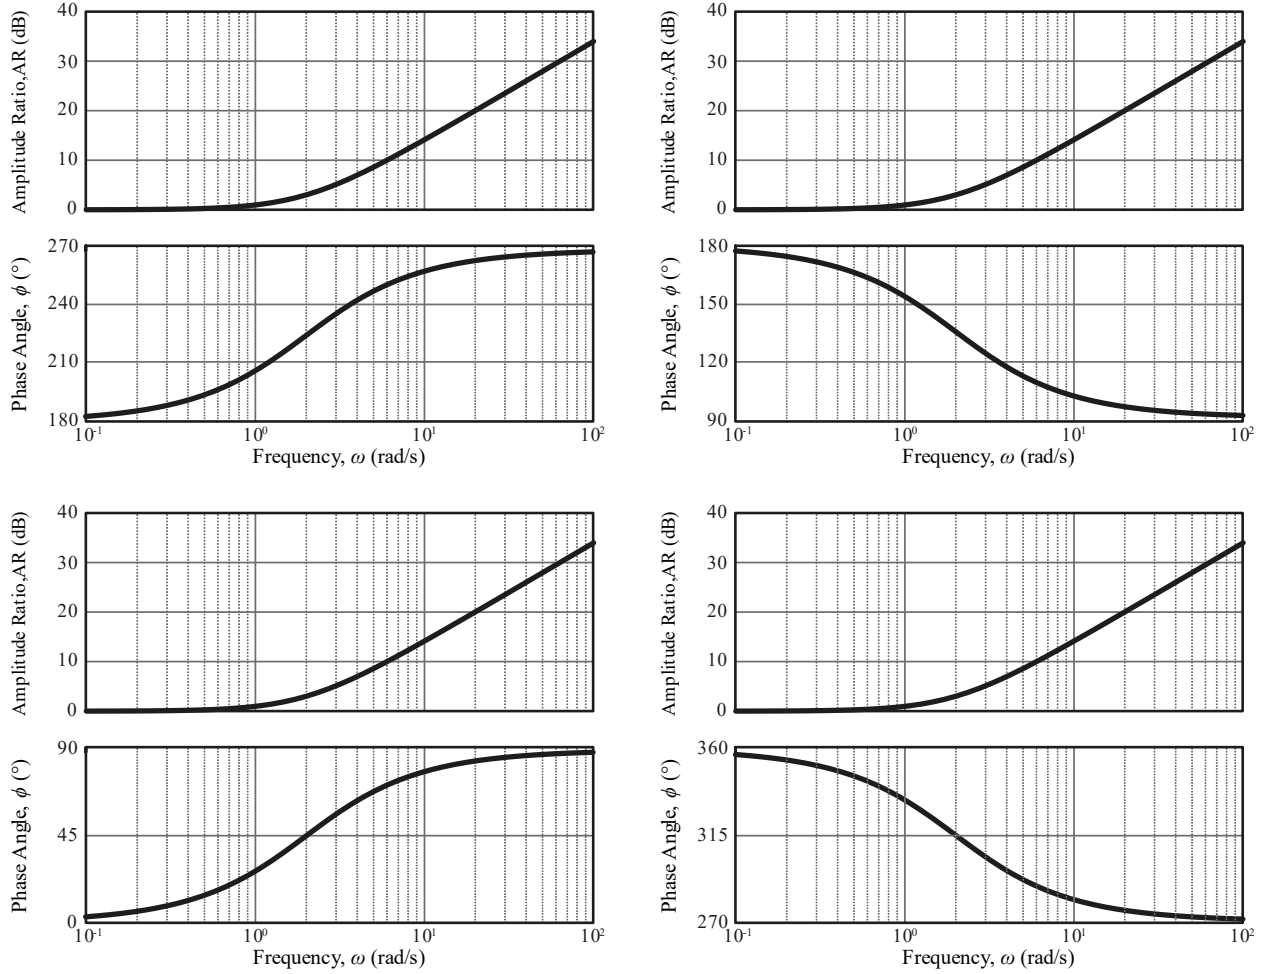 40
30
20
10
0
Amplitude Ratio,AR (dB)
270
240
210
180
Phase Angle, ϕ (°)
10⁻¹ 10⁰ 10¹ 10²
Frequency, ω (rad/s)
40
30
20
10
0
Amplitude Ratio,AR (dB)
180
150
120
90
Phase Angle, ϕ (°)
10⁻¹ 10⁰ 10¹ 10²
Frequency, ω (rad/s)
40
30
20
10
0
Amplitude Ratio,AR (dB)
90
45
0
Phase Angle, ϕ (°)
10⁻¹ 10⁰ 10¹ 10²
Frequency, ω (rad/s)
40
30
20
10
0
Amplitude Ratio,AR (dB)
360
315
270
Phase Angle, ϕ (°)
10⁻¹ 10⁰ 10¹ 10²
Frequency, ω (rad/s)